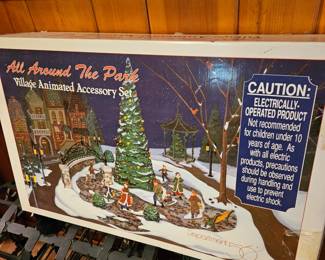 All Around The Park
Village Animated Accessory Set
CAUTION:
ELECTRICALLY-
OPERATED PRODUCT
Not recommended
for children under 10
years of age. As
with all electric
products, precautions
should be observed
during handling and
use to prevent
electric shock.